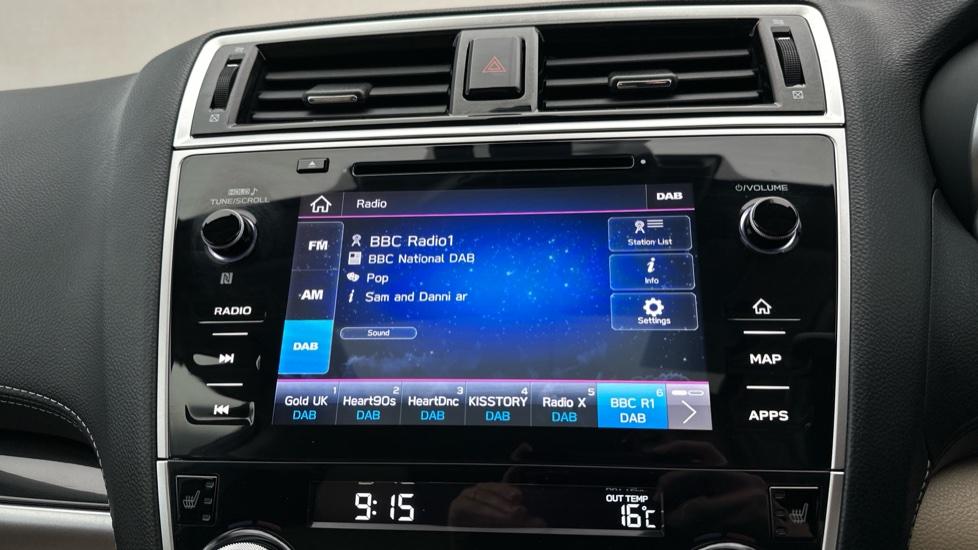 HOLD
TUNE/SCROLL
VOLUME
Radio
DAB
FM
AM
DAB
BBC Radio1
BBC National DAB
Pop
i Sam and Danni ar
Sound
Station List
i
Info
Settings
RADIO
MAP
APPS
1 2 3 4 5 6
Gold UK Heart90s HeartDnc KISSTORY Radio X BBC R1
DAB DAB DAB DAB DAB DAB
9:15
OUT TEMP
16℃